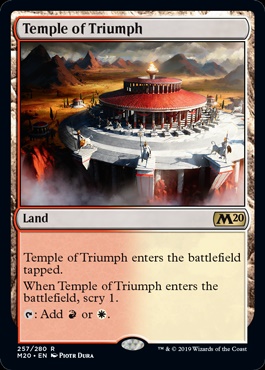 Temple of Triumph
Land
M20
Temple of Triumph enters the battlefield
tapped.
When Temple of Triumph enters the
battlefield, scry 1.
: Add or .
257/280 R
M20 • EN Piotr Dura
™ & © 2019 Wizards of the Coast